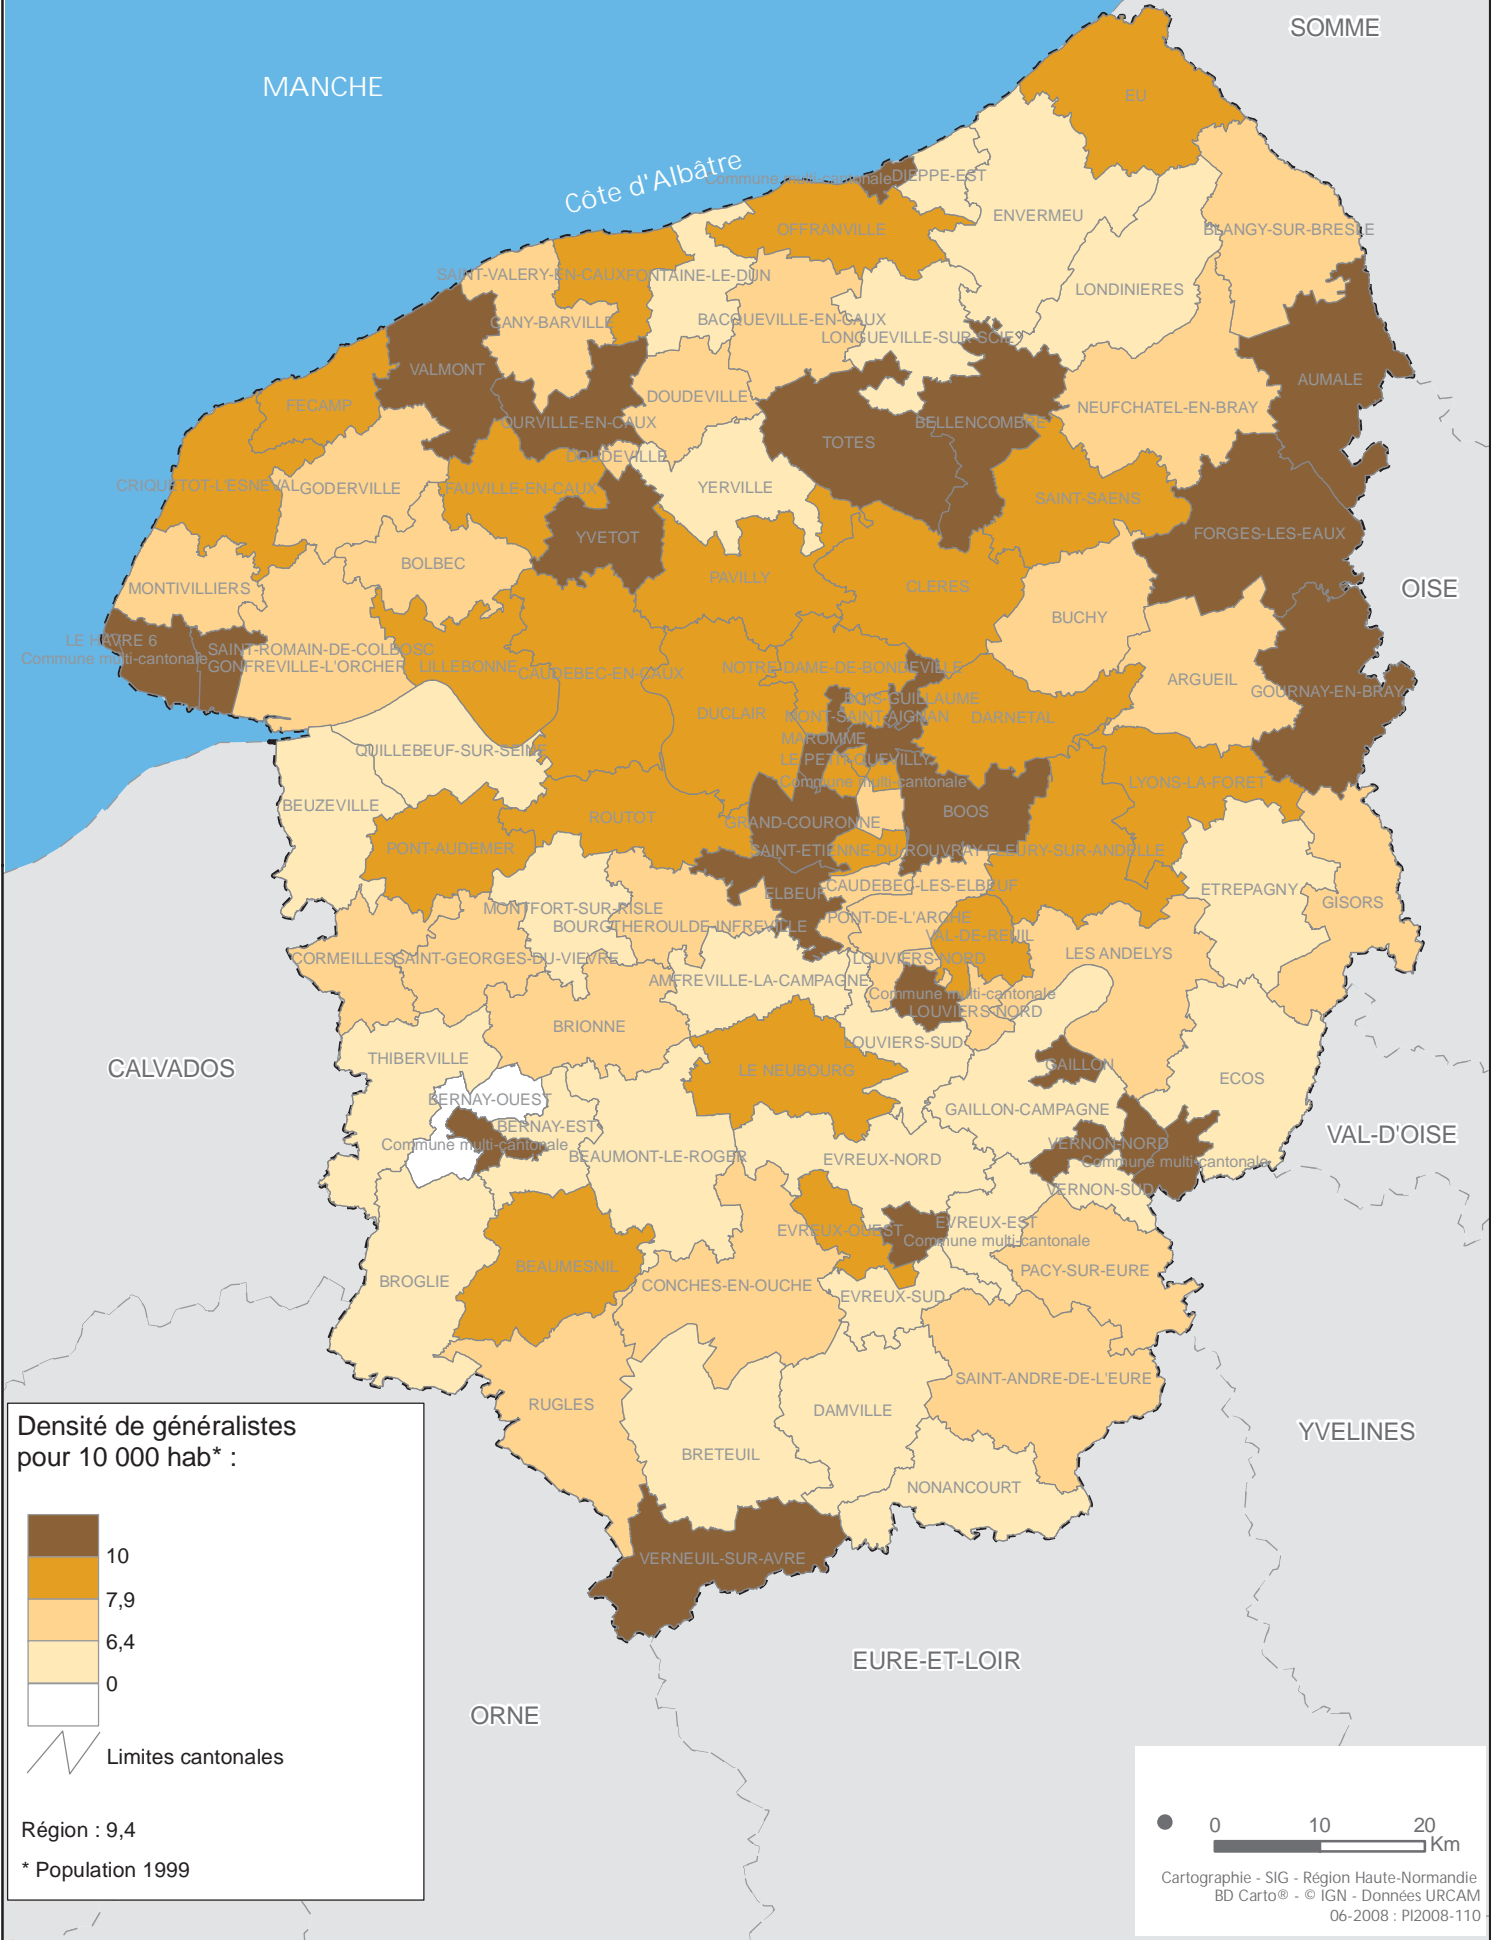 SOMME
MANCHE
EU
Côte d'Albâtre
Commune multi-cantonale
DIEPPE-EST
ENVERMEU
OFFRANVILLE
BLANGY-SUR-BRESLE
SAINT-VALERY-EN-CAUX
FONTAINE-LE-DUN
LONDINIERES
CANY-BARVILLE
BACQUEVILLE-EN-CAUX
LONGUEVILLE-SUR-SCIE
VALMONT
AUMALE
DOUDEVILLE
FECAMP
NEUFCHATEL-EN-BRAY
OURVILLE-EN-CAUX
BELLENCOMBRE
TOTES
DOUDEVILLE
CRIQUETOT-L'ESNEVAL
GODERVILLE
FAUVILLE-EN-CAUX
YERVILLE
SAINT-SAENS
YVETOT
FORGES-LES-EAUX
BOLBEC
PAVILLY
CLERES
MONTIVILLIERS
OISE
BUCHY
LE HAVRE 6
Commune multi-cantonale
SAINT-ROMAIN-DE-COLBOSC
GONFREVILLE-L'ORCHER
LILLEBONNE
CAUDEBEC-EN-CAUX
NOTRE-DAME-DE-BONDEVILLE
ARGUEIL
GOURNAY-EN-BRAY
BOIS-GUILLAUME
DUCLAIR
MONT-SAINT-AIGNAN
DARNETAL
MAROMME
QUILLEBEUF-SUR-SEINE
LE PETIT-QUEVILLY
Commune multi-cantonale
LYONS-LA-FORET
BEUZEVILLE
ROUTOT
GRAND-COURONNE
BOOS
PONT-AUDEMER
SAINT-ETIENNE-DU-ROUVRAY
FLEURY-SUR-ANDELLE
ELBEUF
CAUDEBEC-LES-ELBEUF
ETREPAGNY
GISORS
MONTFORT-SUR-RISLE
BOURGTHEROULDE-INFREVILLE
PONT-DE-L'ARCHE
VAL-DE-REUIL
CORMEILLES
SAINT-GEORGES-DU-VIEVRE
LOUVIERS-NORD
LES ANDELYS
AMFREVILLE-LA-CAMPAGNE
Commune multi-cantonale
LOUVIERS-NORD
BRIONNE
LOUVIERS-SUD
THIBERVILLE
CALVADOS
LE NEUBOURG
GAILLON
ECOS
BERNAY-OUEST
GAILLON-CAMPAGNE
BERNAY-EST
Commune multi-cantonale
VAL-D'OISE
VERNON-NORD
BEAUMONT-LE-ROGER
EVREUX-NORD
Commune multi-cantonale
VERNON-SUD
EVREUX-OUEST
EVREUX-EST
Commune multi-cantonale
BEAUMESNIL
PACY-SUR-EURE
BROGLIE
CONCHES-EN-OUCHE
EVREUX-SUD
SAINT-ANDRE-DE-L'EURE
RUGLES
DAMVILLE
YVELINES
BRETEUIL
NONANCOURT
VERNEUIL-SUR-AVRE
EURE-ET-LOIR
ORNE
Densité de généralistes
pour 10 000 hab* :
10
7,9
6,4
0
Limites cantonales
Région : 9,4
* Population 1999
0 10 20
Km
Cartographie - SIG - Région Haute-Normandie
BD Carto® - © IGN - Données URCAM
06-2008 : PI2008-110